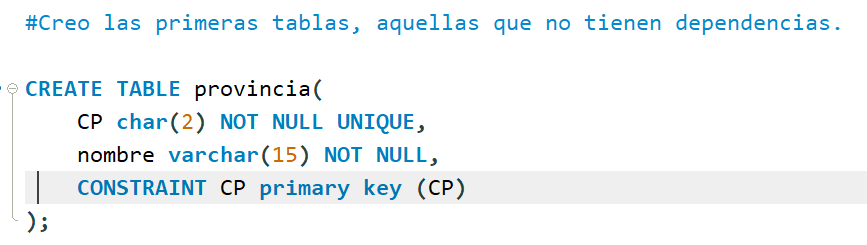 #Creo las primeras tablas, aquellas que no tienen dependencias.
CREATE TABLE provincia(
CP char(2) NOT NULL UNIQUE,
nombre varchar(15) NOT NULL,
CONSTRAINT CP primary key (CP)
);